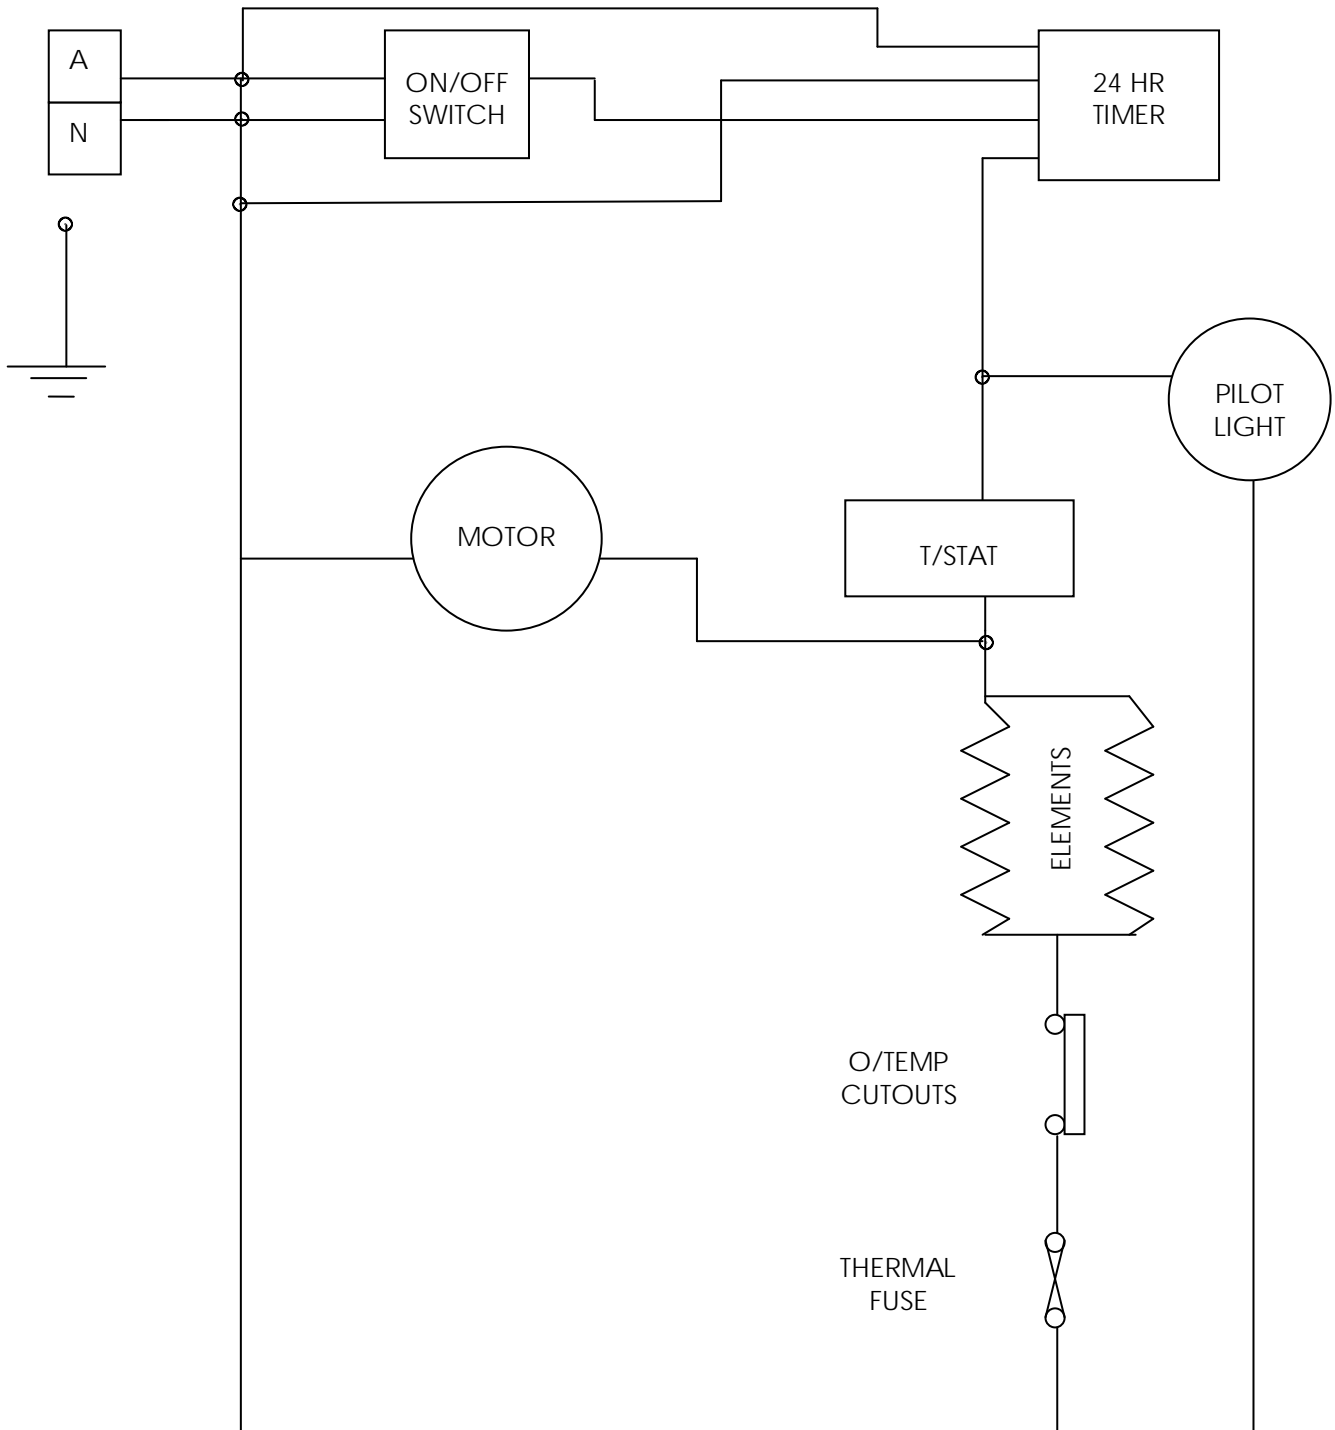 A
N
ON/OFF
SWITCH
24 HR
TIMER
PILOT
LIGHT
MOTOR
T/STAT
ELEMENTS
O/TEMP
CUTOUTS
THERMAL
FUSE